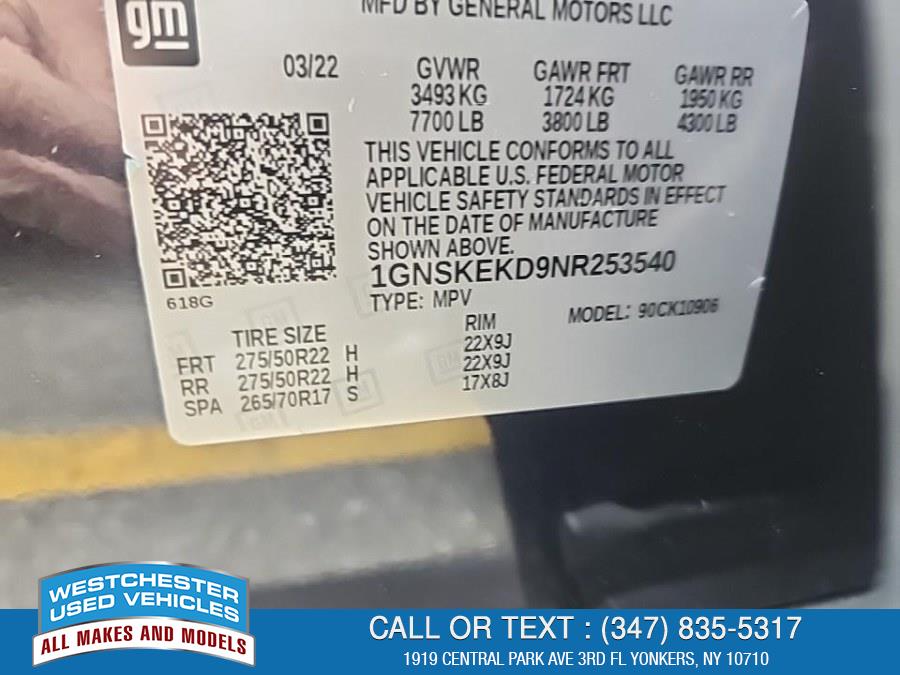 gm
MFD BY GENERAL MOTORS LLC
03/22 GVWR GAWR FRT GAWR RR
3493 KG 1724 KG 1950 KG
7700 LB 3800 LB 4300 LB
THIS VEHICLE CONFORMS TO ALL
APPLICABLE U.S. FEDERAL MOTOR
VEHICLE SAFETY STANDARDS IN EFFECT
ON THE DATE OF MANUFACTURE
SHOWN ABOVE.
1GNSKEKD9NR253540
618G
TYPE: MPV MODEL: 90CK10906
TIRE SIZE RIM
FRT 275/50R22 H 22X9J
RR 275/50R22 H 22X9J
SPA 265/70R17 S 17X8J
WESTCHESTER
USED VEHICLES
ALL MAKES AND MODELS
CALL OR TEXT : (347) 835-5317
1919 CENTRAL PARK AVE 3RD FL YONKERS, NY 10710